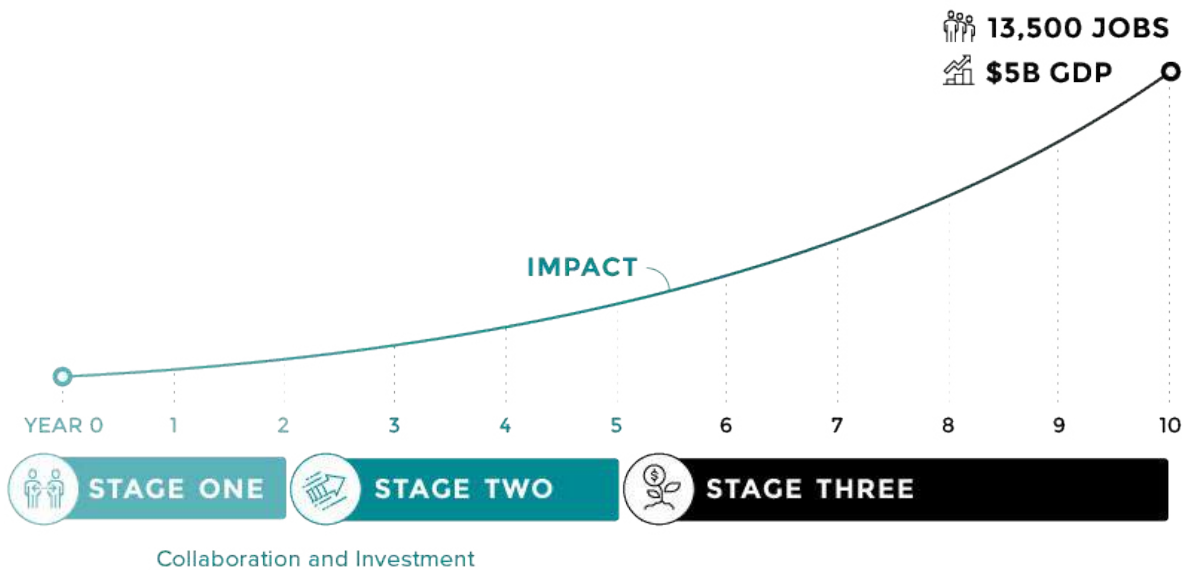 13,500 JOBS
$5B GDP
IMPACT
YEAR 0 1 2 3 4 5 6 7 8 9 10
STAGE ONE STAGE TWO STAGE THREE
Collaboration and Investment